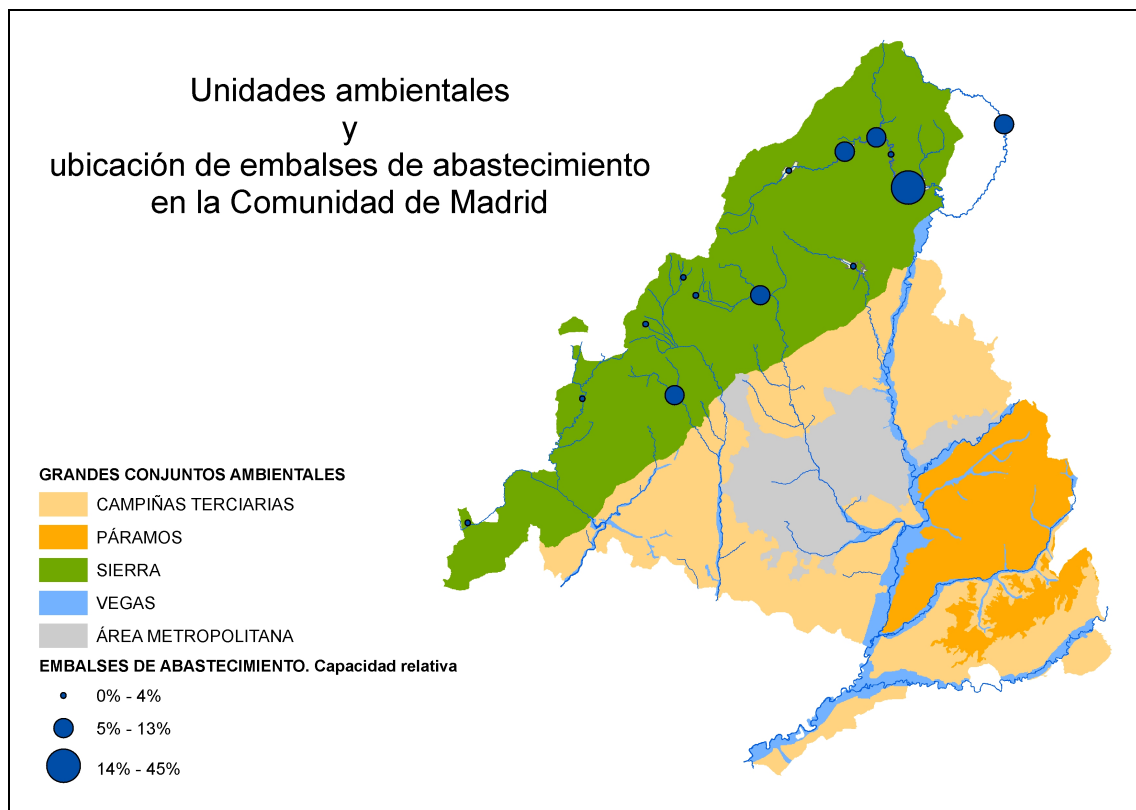 Unidades ambientales
y
ubicación de embalses de abastecimiento
en la Comunidad de Madrid
GRANDES CONJUNTOS AMBIENTALES
CAMPIÑAS TERCIARIAS
PÁRAMOS
SIERRA
VEGAS
ÁREA METROPOLITANA
EMBALSES DE ABASTECIMIENTO. Capacidad relativa
0% - 4%
5% - 13%
14% - 45%